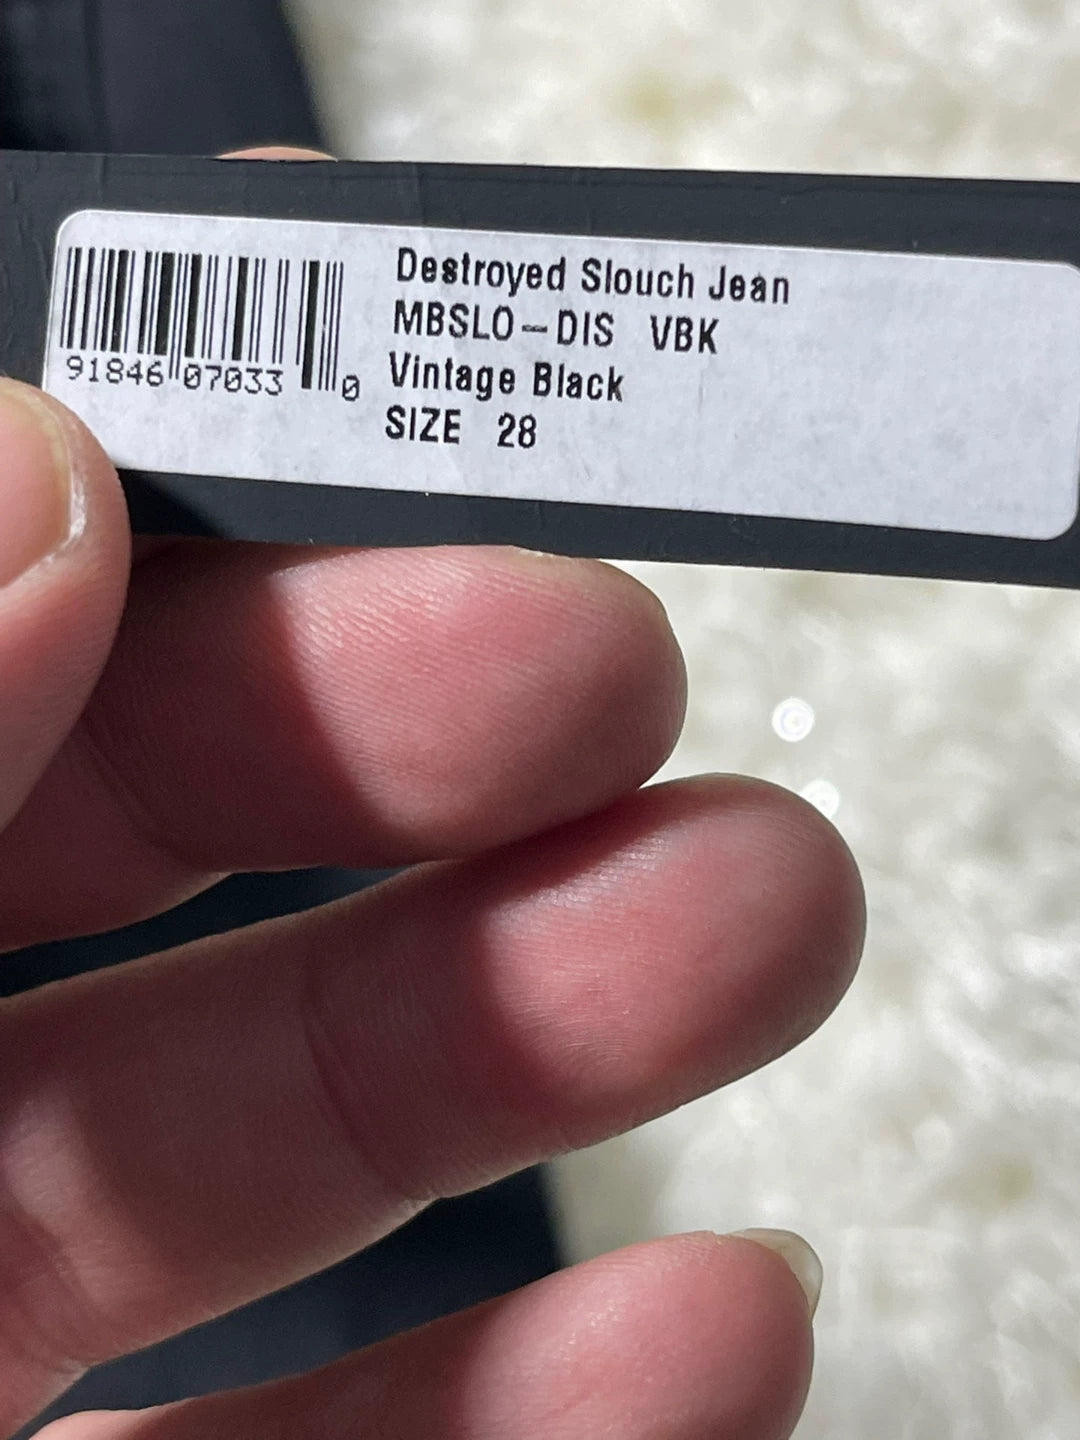 Destroyed Slouch Jean
MBSLO-DIS VBK
Vintage Black
SIZE 28
91846 07033 0